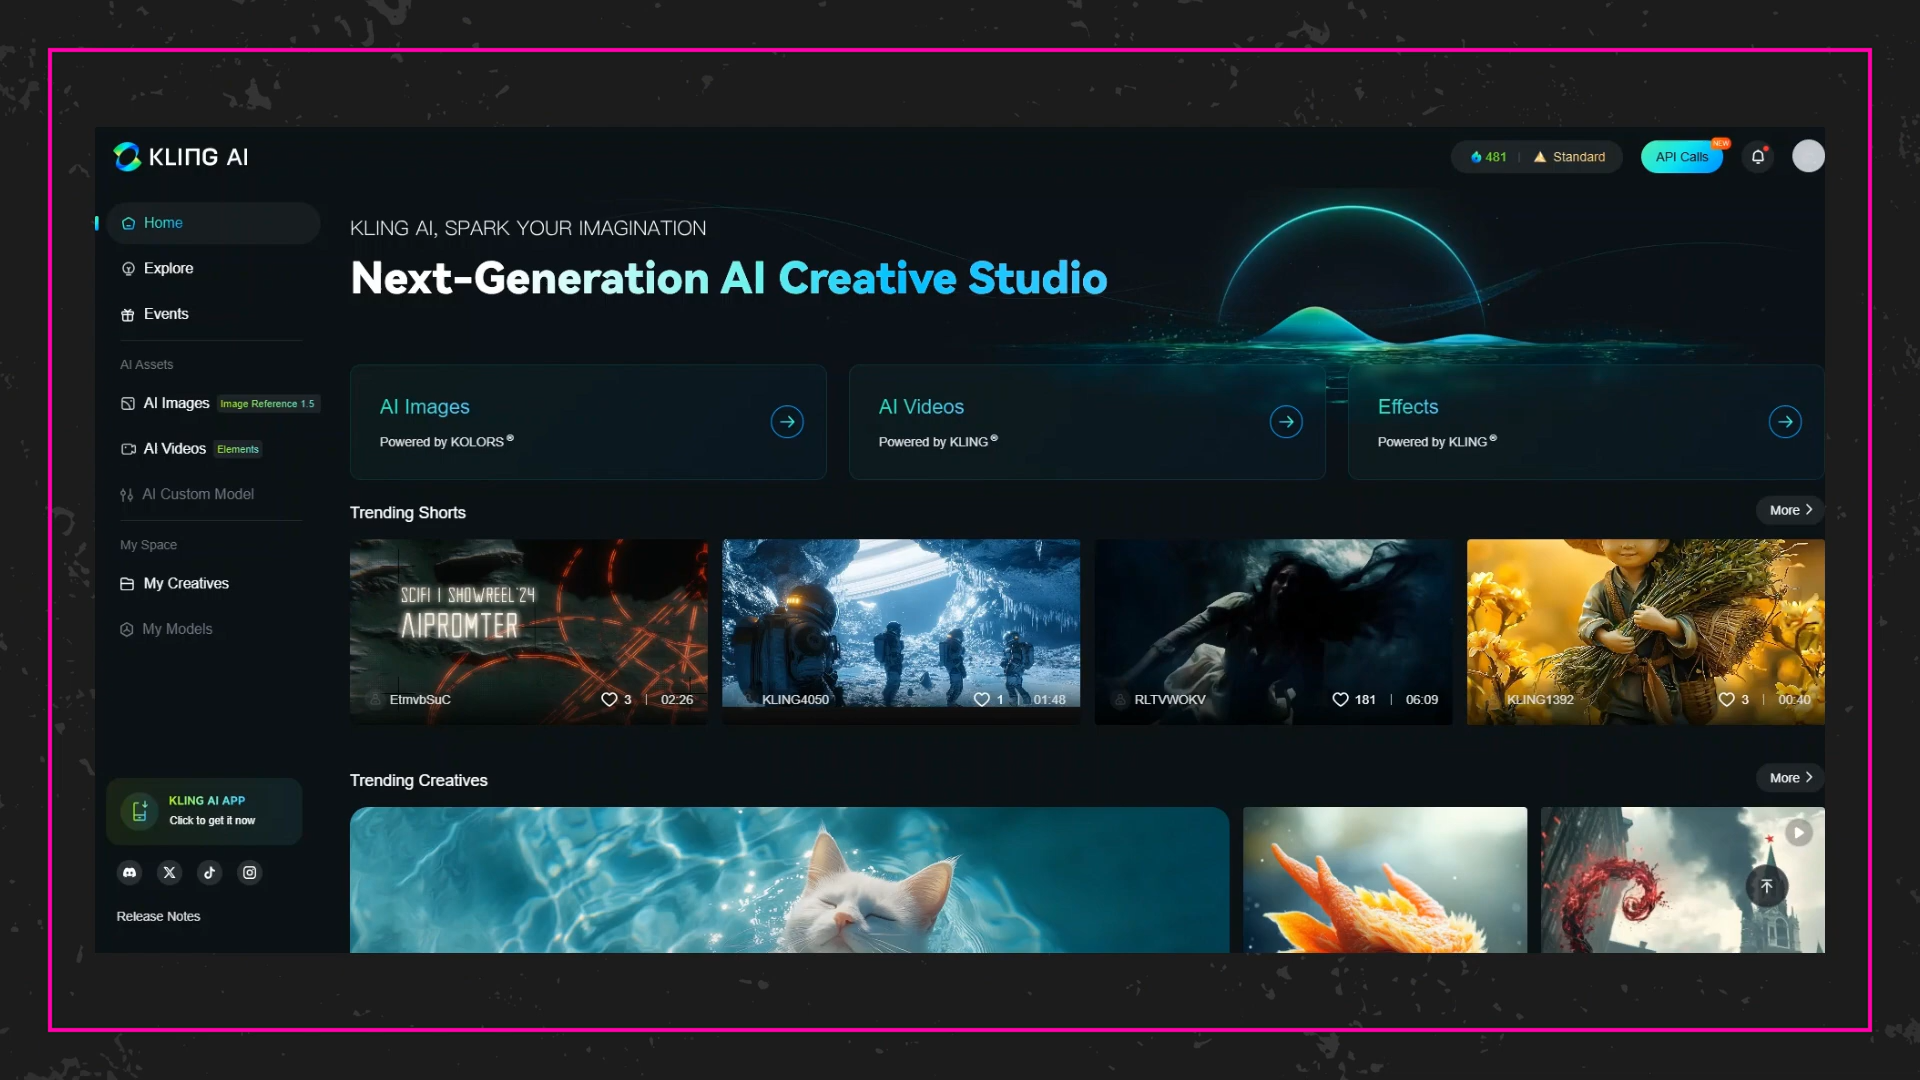 KLING AI
481 | Standard
API Calls
NEW
Home
Explore
Events
AI Assets
AI Images Image Reference 1.5
AI Videos Elements
AI Custom Model
My Space
My Creatives
My Models
KLING AI APP
Click to get it now
Release Notes
KLING AI, SPARK YOUR IMAGINATION
Next-Generation AI Creative Studio
AI Images
Powered by KOLORS®
AI Videos
Powered by KLING®
Effects
Powered by KLING®
Trending Shorts
More
SCIFI | SHOWREEL'24
AIPROMTER
EtmvbSuC 3 | 02:26
KLING4050 1 | 01:48
RLTVWOKV 181 | 06:09
KLING1392 3 | 00:40
Trending Creatives
More